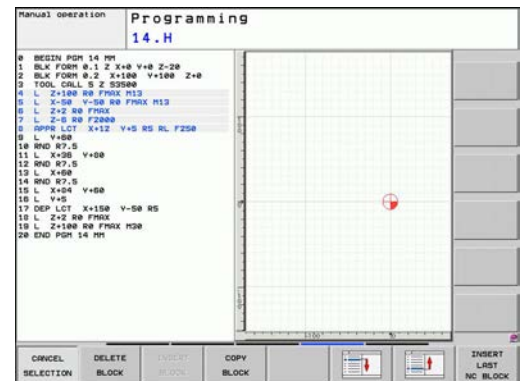 Manual operation
Programming
14.H
0 BEGIN PGM 14 MM
1 BLK FORM 0.1 Z X+0 Y+0 Z-20
2 BLK FORM 0.2 X+100 Y+100 Z+0
3 TOOL CALL 5 Z S3500
4 L Z+100 R0 FMAX M13
5 L X-50 Y-50 R0 FMAX M13
6 L Z+2 R0 FMAX
7 L Z-6 R0 F2000
8 APPR LCT X+12 Y+5 R5 RL F250
9 L Y+60
10 RND R7.5
11 L X+36 Y+80
12 RND R7.5
13 L X+60
14 RND R7.5
15 L X+84 Y+60
16 L Y+5
17 DEP LCT X+150 Y-50 R5
18 L Z+2 R0 FMAX
19 L Z+100 R0 FMAX M30
20 END PGM 14 MM
CANCEL SELECTION
DELETE BLOCK
INSERT BLOCK
COPY BLOCK
INSERT LAST NC BLOCK